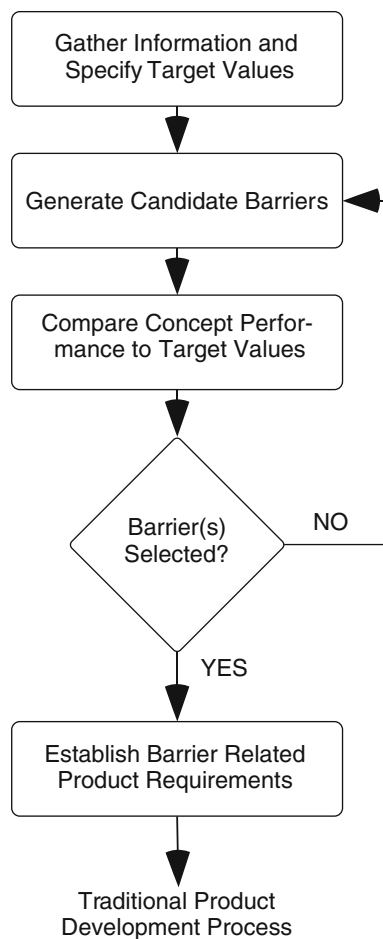 Gather Information and
Specify Target Values
Generate Candidate Barriers
Compare Concept Perfor-
mance to Target Values
Barrier(s)
Selected?
NO
YES
Establish Barrier Related
Product Requirements
Traditional Product
Development Process